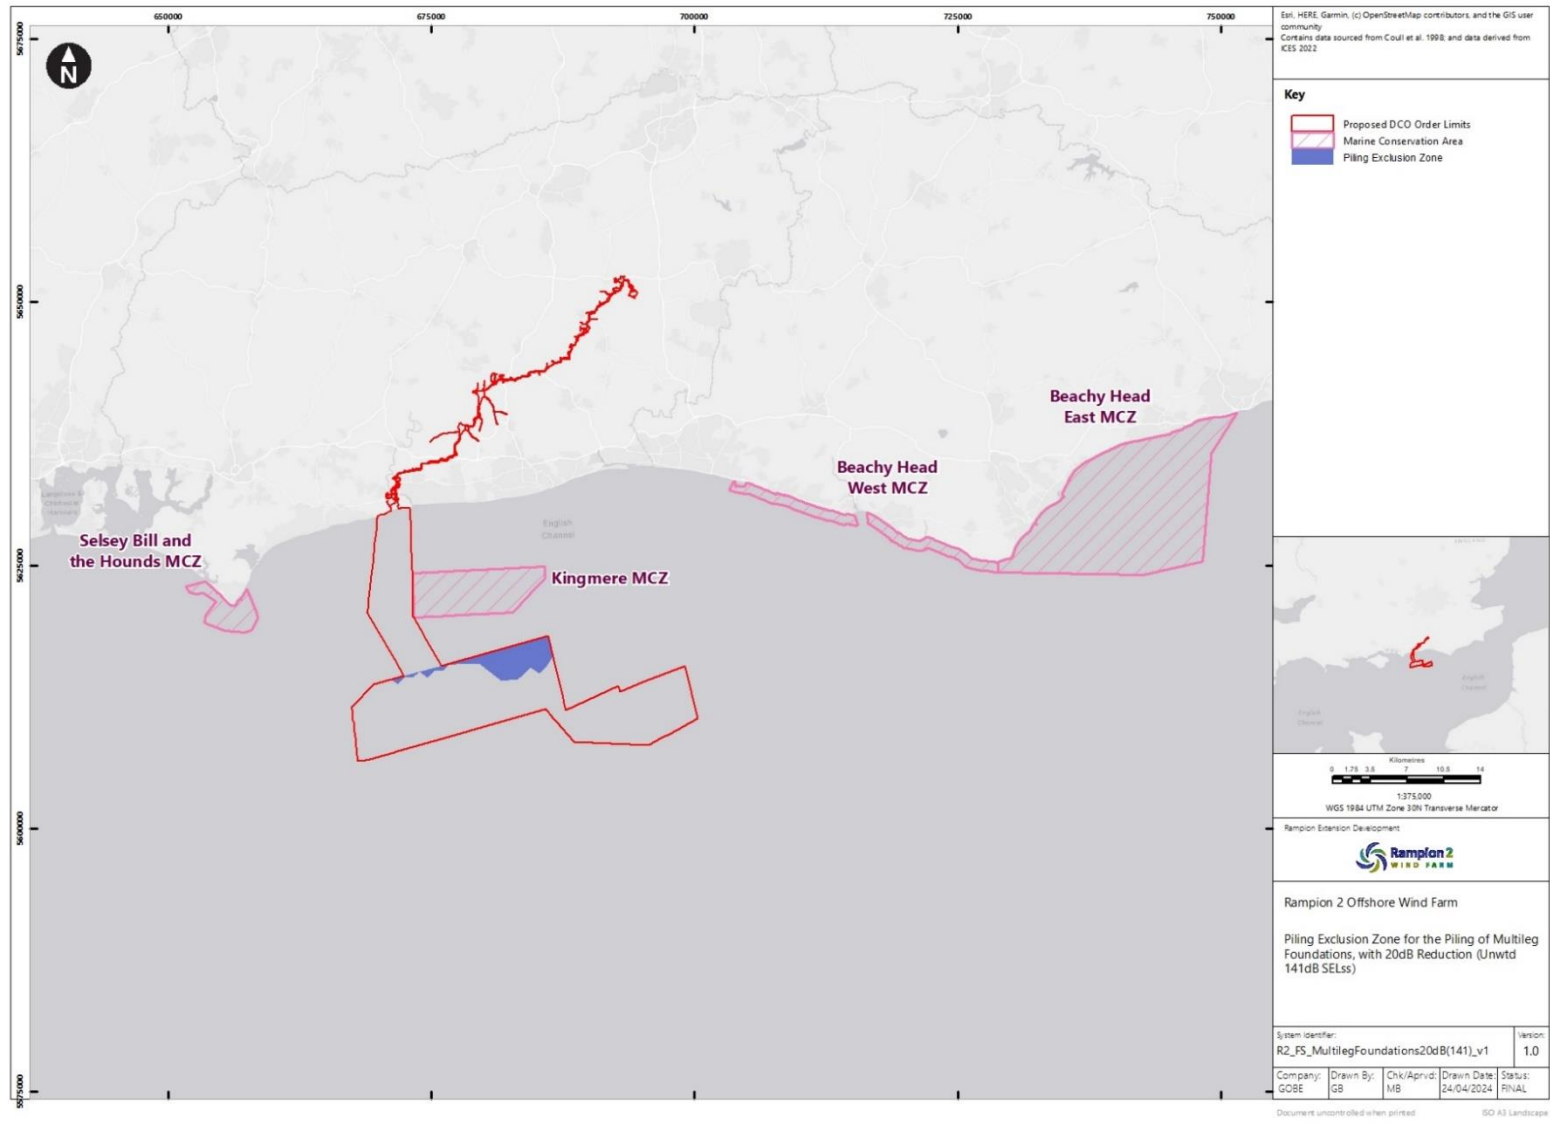 650000
675000
700000
725000
750000
5675000
5650000
5625000
5600000
5575000
N
Beachy Head
East MCZ
Beachy Head
West MCZ
English
Channel
Selsey Bill and
the Hounds MCZ
Kingmere MCZ
Esri, HERE, Garmin, (c) OpenStreetMap contributors, and the GIS user
community
Contains data sourced from Coull et al. 1998; and data derived from
ICES 2022
Key
Proposed DCO Order Limits
Marine Conservation Area
Piling Exclusion Zone
English
Channel
English
Channel
Kilometres
0 1.75 3.5 7 10.5 14
1:375,000
WGS 1984 UTM Zone 30N Transverse Mercator
Rampion Extension Development
Rampion 2
WIND FARM
Rampion 2 Offshore Wind Farm
Piling Exclusion Zone for the Piling of Multileg
Foundations, with 20dB Reduction (Unwtd
141dB SELss)
System Identifier:
R2_FS_MultilegFoundations20dB(141)_v1
Version:
1.0
Company:
GOBE
Drawn By:
GB
Chk/Aprvd:
MB
Drawn Date:
24/04/2024
Status:
FINAL
Document uncontrolled when printed
ISO A3 Landscape